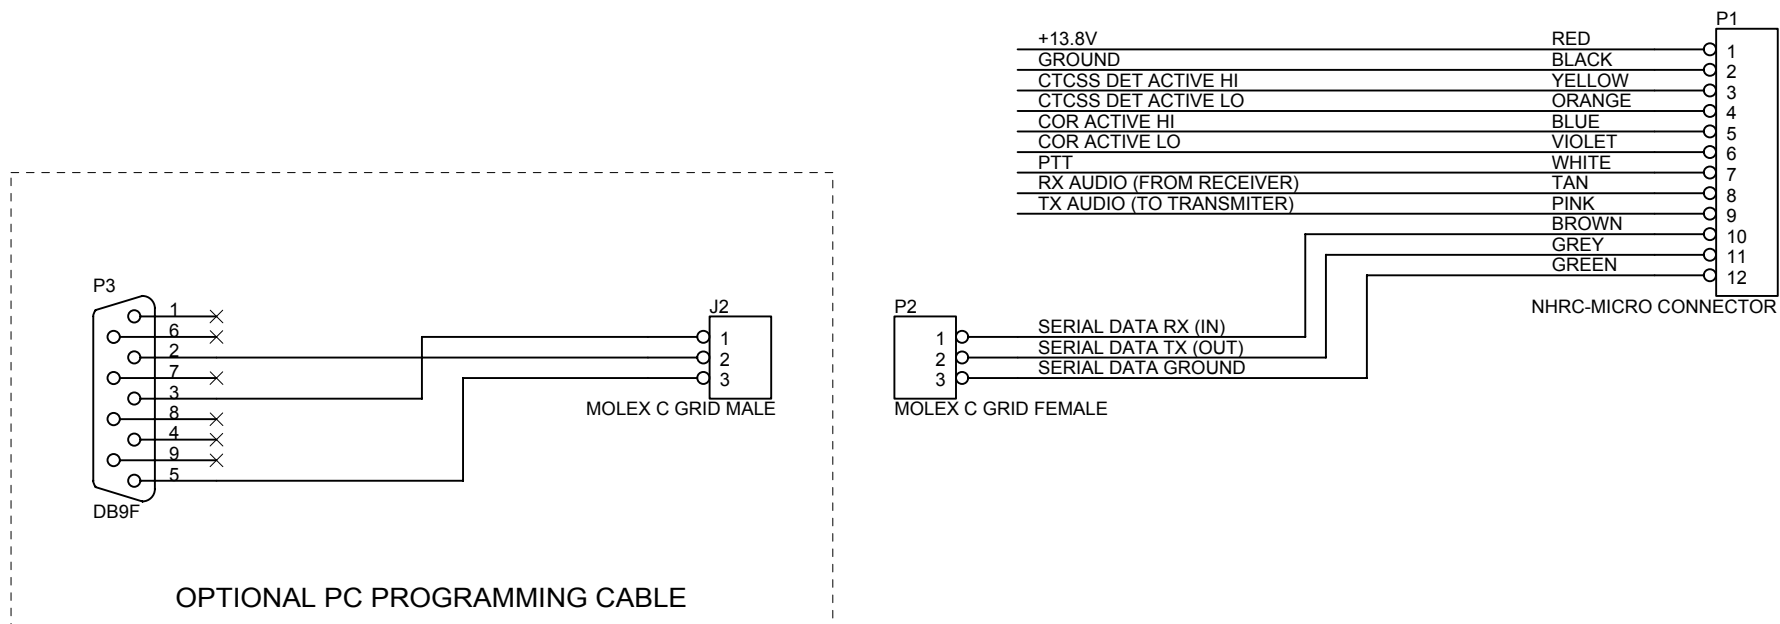 P1
+13.8V RED 1
GROUND BLACK 2
CTCSS DET ACTIVE HI YELLOW 3
CTCSS DET ACTIVE LO ORANGE 4
COR ACTIVE HI BLUE 5
COR ACTIVE LO VIOLET 6
PTT WHITE 7
RX AUDIO (FROM RECEIVER) TAN 8
TX AUDIO (TO TRANSMITER) PINK 9
BROWN 10
GREY 11
GREEN 12
NHRC-MICRO CONNECTOR
P3
1
6
2
7
3
8
4
9
5
DB9F
J2
1
2
3
MOLEX C GRID MALE
P2
1 SERIAL DATA RX (IN)
2 SERIAL DATA TX (OUT)
3 SERIAL DATA GROUND
MOLEX C GRID FEMALE
OPTIONAL PC PROGRAMMING CABLE